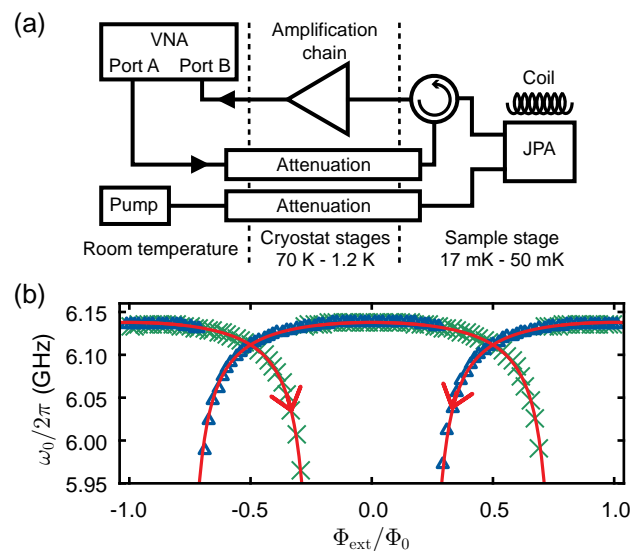 (a)
VNA
Port A Port B
Amplification
chain
Coil
JPA
Attenuation
Pump
Attenuation
Room temperature
Cryostat stages
70 K - 1.2 K
Sample stage
17 mK - 50 mK
(b)
6.15
6.10
6.05
6.00
5.95
ω₀/2π (GHz)
-1.0 -0.5 0.0 0.5 1.0
Φext/Φ₀